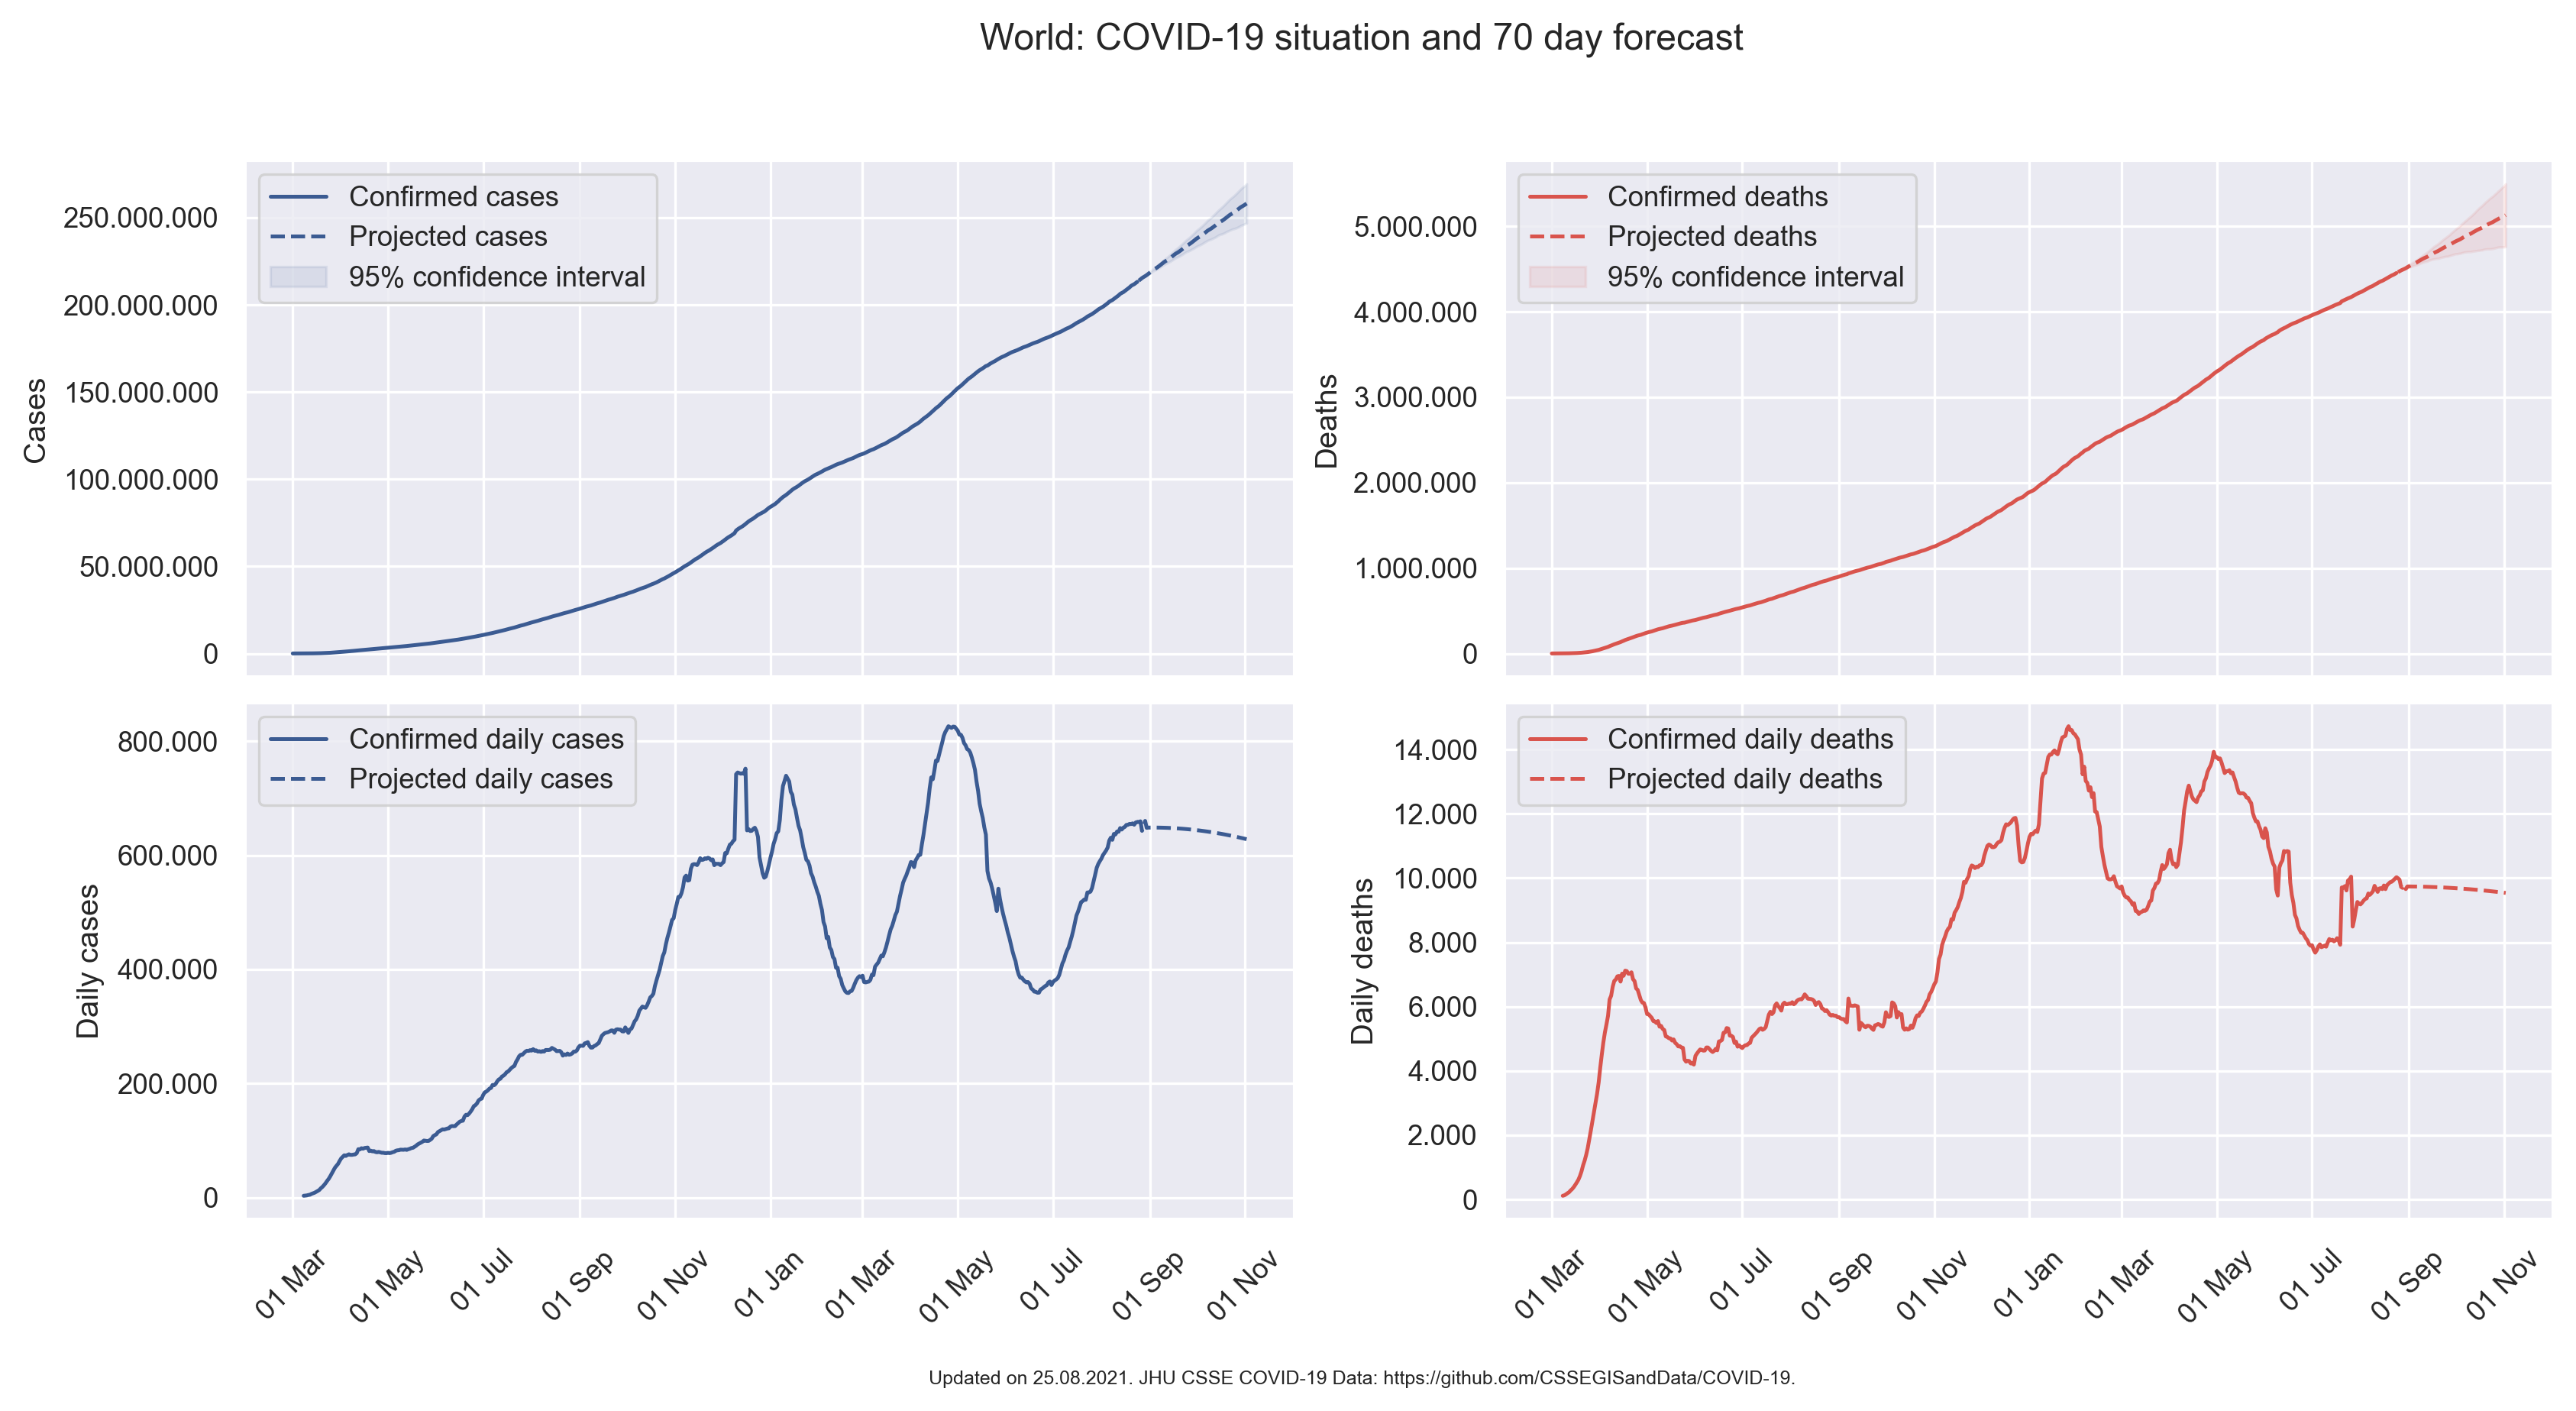 World: COVID-19 situation and 70 day forecast
Confirmed cases
Projected cases
95% confidence interval
Cases
250.000.000
200.000.000
150.000.000
100.000.000
50.000.000
0
Confirmed deaths
Projected deaths
95% confidence interval
Deaths
5.000.000
4.000.000
3.000.000
2.000.000
1.000.000
0
Confirmed daily cases
Projected daily cases
Daily cases
800.000
600.000
400.000
200.000
0
01 Mar
01 May
01 Jul
01 Sep
01 Nov
01 Jan
01 Mar
01 May
01 Jul
01 Sep
01 Nov
Confirmed daily deaths
Projected daily deaths
Daily deaths
14.000
12.000
10.000
8.000
6.000
4.000
2.000
0
01 Mar
01 May
01 Jul
01 Sep
01 Nov
01 Jan
01 Mar
01 May
01 Jul
01 Sep
01 Nov
Updated on 25.08.2021. JHU CSSE COVID-19 Data: https://github.com/CSSEGISandData/COVID-19.